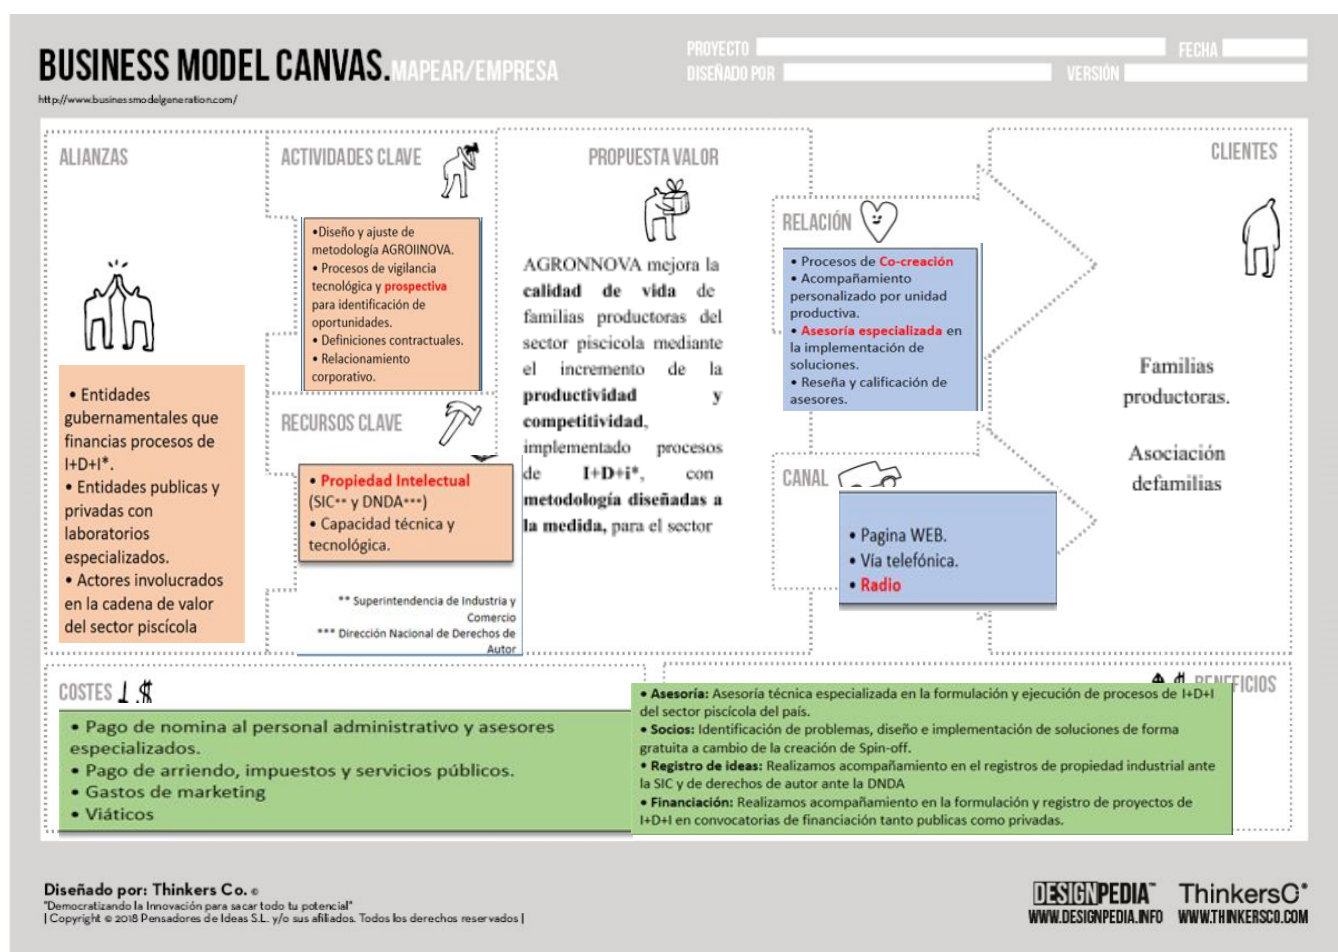 BUSINESS MODEL CANVAS.MAPEAR/EMPRESA
http://www.businessmodelgeneration.com/
PROYECTO
FECHA
DISEÑADO POR
VERSIÓN
ALIANZAS
• Entidades
gubernamentales que
financias procesos de
I+D+I*.
• Entidades publicas y
privadas con
laboratorios
especializados.
• Actores involucrados
en la cadena de valor
del sector piscícola
ACTIVIDADES CLAVE
•Diseño y ajuste de
metodología AGROIINOVA.
• Procesos de vigilancia
tecnológica y prospectiva
para identificación de
oportunidades.
• Definiciones contractuales.
• Relacionamiento
corporativo.
RECURSOS CLAVE
• Propiedad Intelectual
(SIC** y DNDA***)
• Capacidad técnica y
tecnológica.
** Superintendencia de Industria y
Comercio
*** Dirección Nacional de Derechos de
Autor
PROPUESTA VALOR
AGRONNOVA mejora la
calidad de vida de
familias productoras del
sector piscicola mediante
el incremento de la
productividad y
competitividad,
implementado procesos
de I+D+i*, con
metodología diseñadas a
la medida, para el sector
RELACIÓN
• Procesos de Co-creación
• Acompañamiento
personalizado por unidad
productiva.
• Asesoría especializada en
la implementación de
soluciones.
• Reseña y calificación de
asesores.
CANAL
• Pagina WEB.
• Vía telefónica.
• Radio
CLIENTES
Familias
productoras.
Asociación
defamilias
COSTES
• Pago de nomina al personal administrativo y asesores
especializados.
• Pago de arriendo, impuestos y servicios públicos.
• Gastos de marketing
• Viáticos
BENEFICIOS
• Asesoría: Asesoría técnica especializada en la formulación y ejecución de procesos de I+D+I
del sector piscícola del país.
• Socios: Identificación de problemas, diseño e implementación de soluciones de forma
gratuita a cambio de la creación de Spin-off.
• Registro de ideas: Realizamos acompañamiento en el registros de propiedad industrial ante
la SIC y de derechos de autor ante la DNDA
• Financiación: Realizamos acompañamiento en la formulación y registro de proyectos de
I+D+I en convocatorias de financiación tanto publicas como privadas.
Diseñado por: Thinkers Co. ©
"Democratizando la Innovación para sacar todo tu potencial"
| Copyright © 2018 Pensadores de Ideas S.L. y/o sus afiliados. Todos los derechos reservados |
DESIGNPEDIA™
WWW.DESIGNPEDIA.INFO
ThinkersCo*
WWW.THINKERSCO.COM